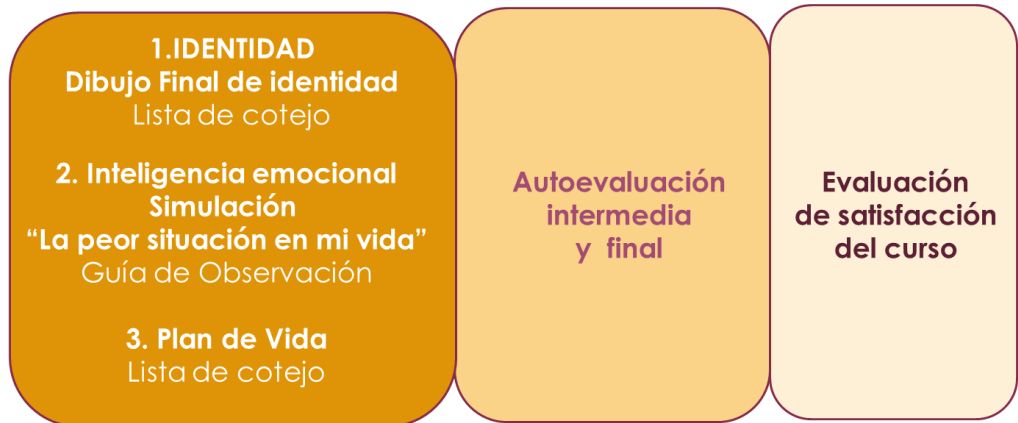 1.IDENTIDAD
Dibujo Final de identidad
Lista de cotejo
2. Inteligencia emocional
Simulación
“La peor situación en mi vida”
Guía de Observación
3. Plan de Vida
Lista de cotejo
Autoevaluación
intermedia
y final
Evaluación
de satisfacción
del curso